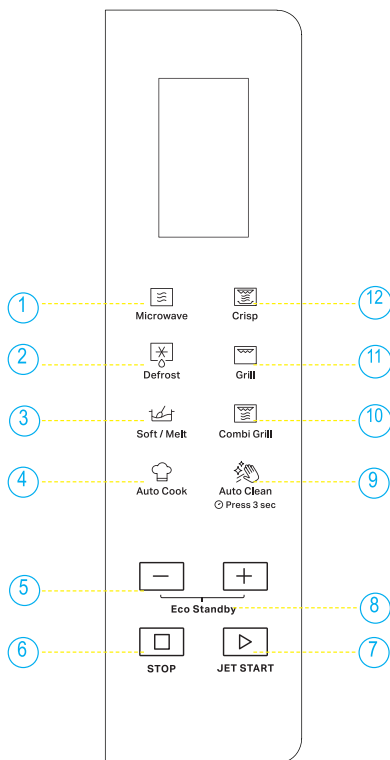 1 Microwave Crisp 12
2 Defrost Grill 11
3 Soft / Melt Combi Grill 10
4 Auto Cook Auto Clean 9
Press 3 sec
5
Eco Standby 8
6 7
STOP JET START